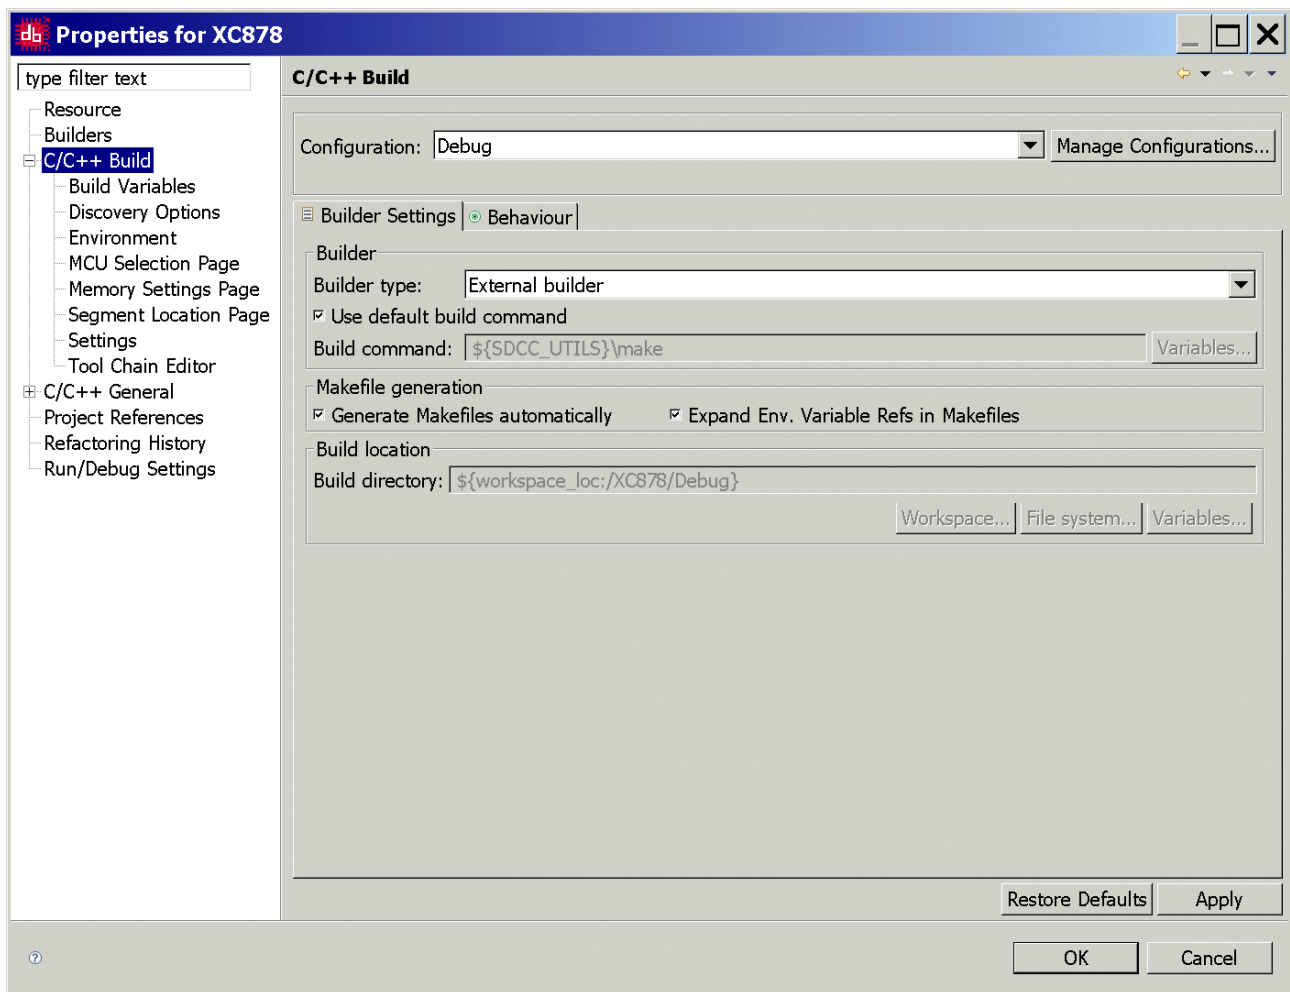 db Properties for XC878
type filter text
Resource
Builders
C/C++ Build
Build Variables
Discovery Options
Environment
MCU Selection Page
Memory Settings Page
Segment Location Page
Settings
Tool Chain Editor
C/C++ General
Project References
Refactoring History
Run/Debug Settings
C/C++ Build
Configuration: Debug Manage Configurations...
Builder Settings Behaviour
Builder
Builder type: External builder
Use default build command
Build command: ${SDCC_UTILS}\make Variables...
Makefile generation
Generate Makefiles automatically Expand Env. Variable Refs in Makefiles
Build location
Build directory: ${workspace_loc:/XC878/Debug}
Workspace... File system... Variables...
Restore Defaults Apply
? OK Cancel